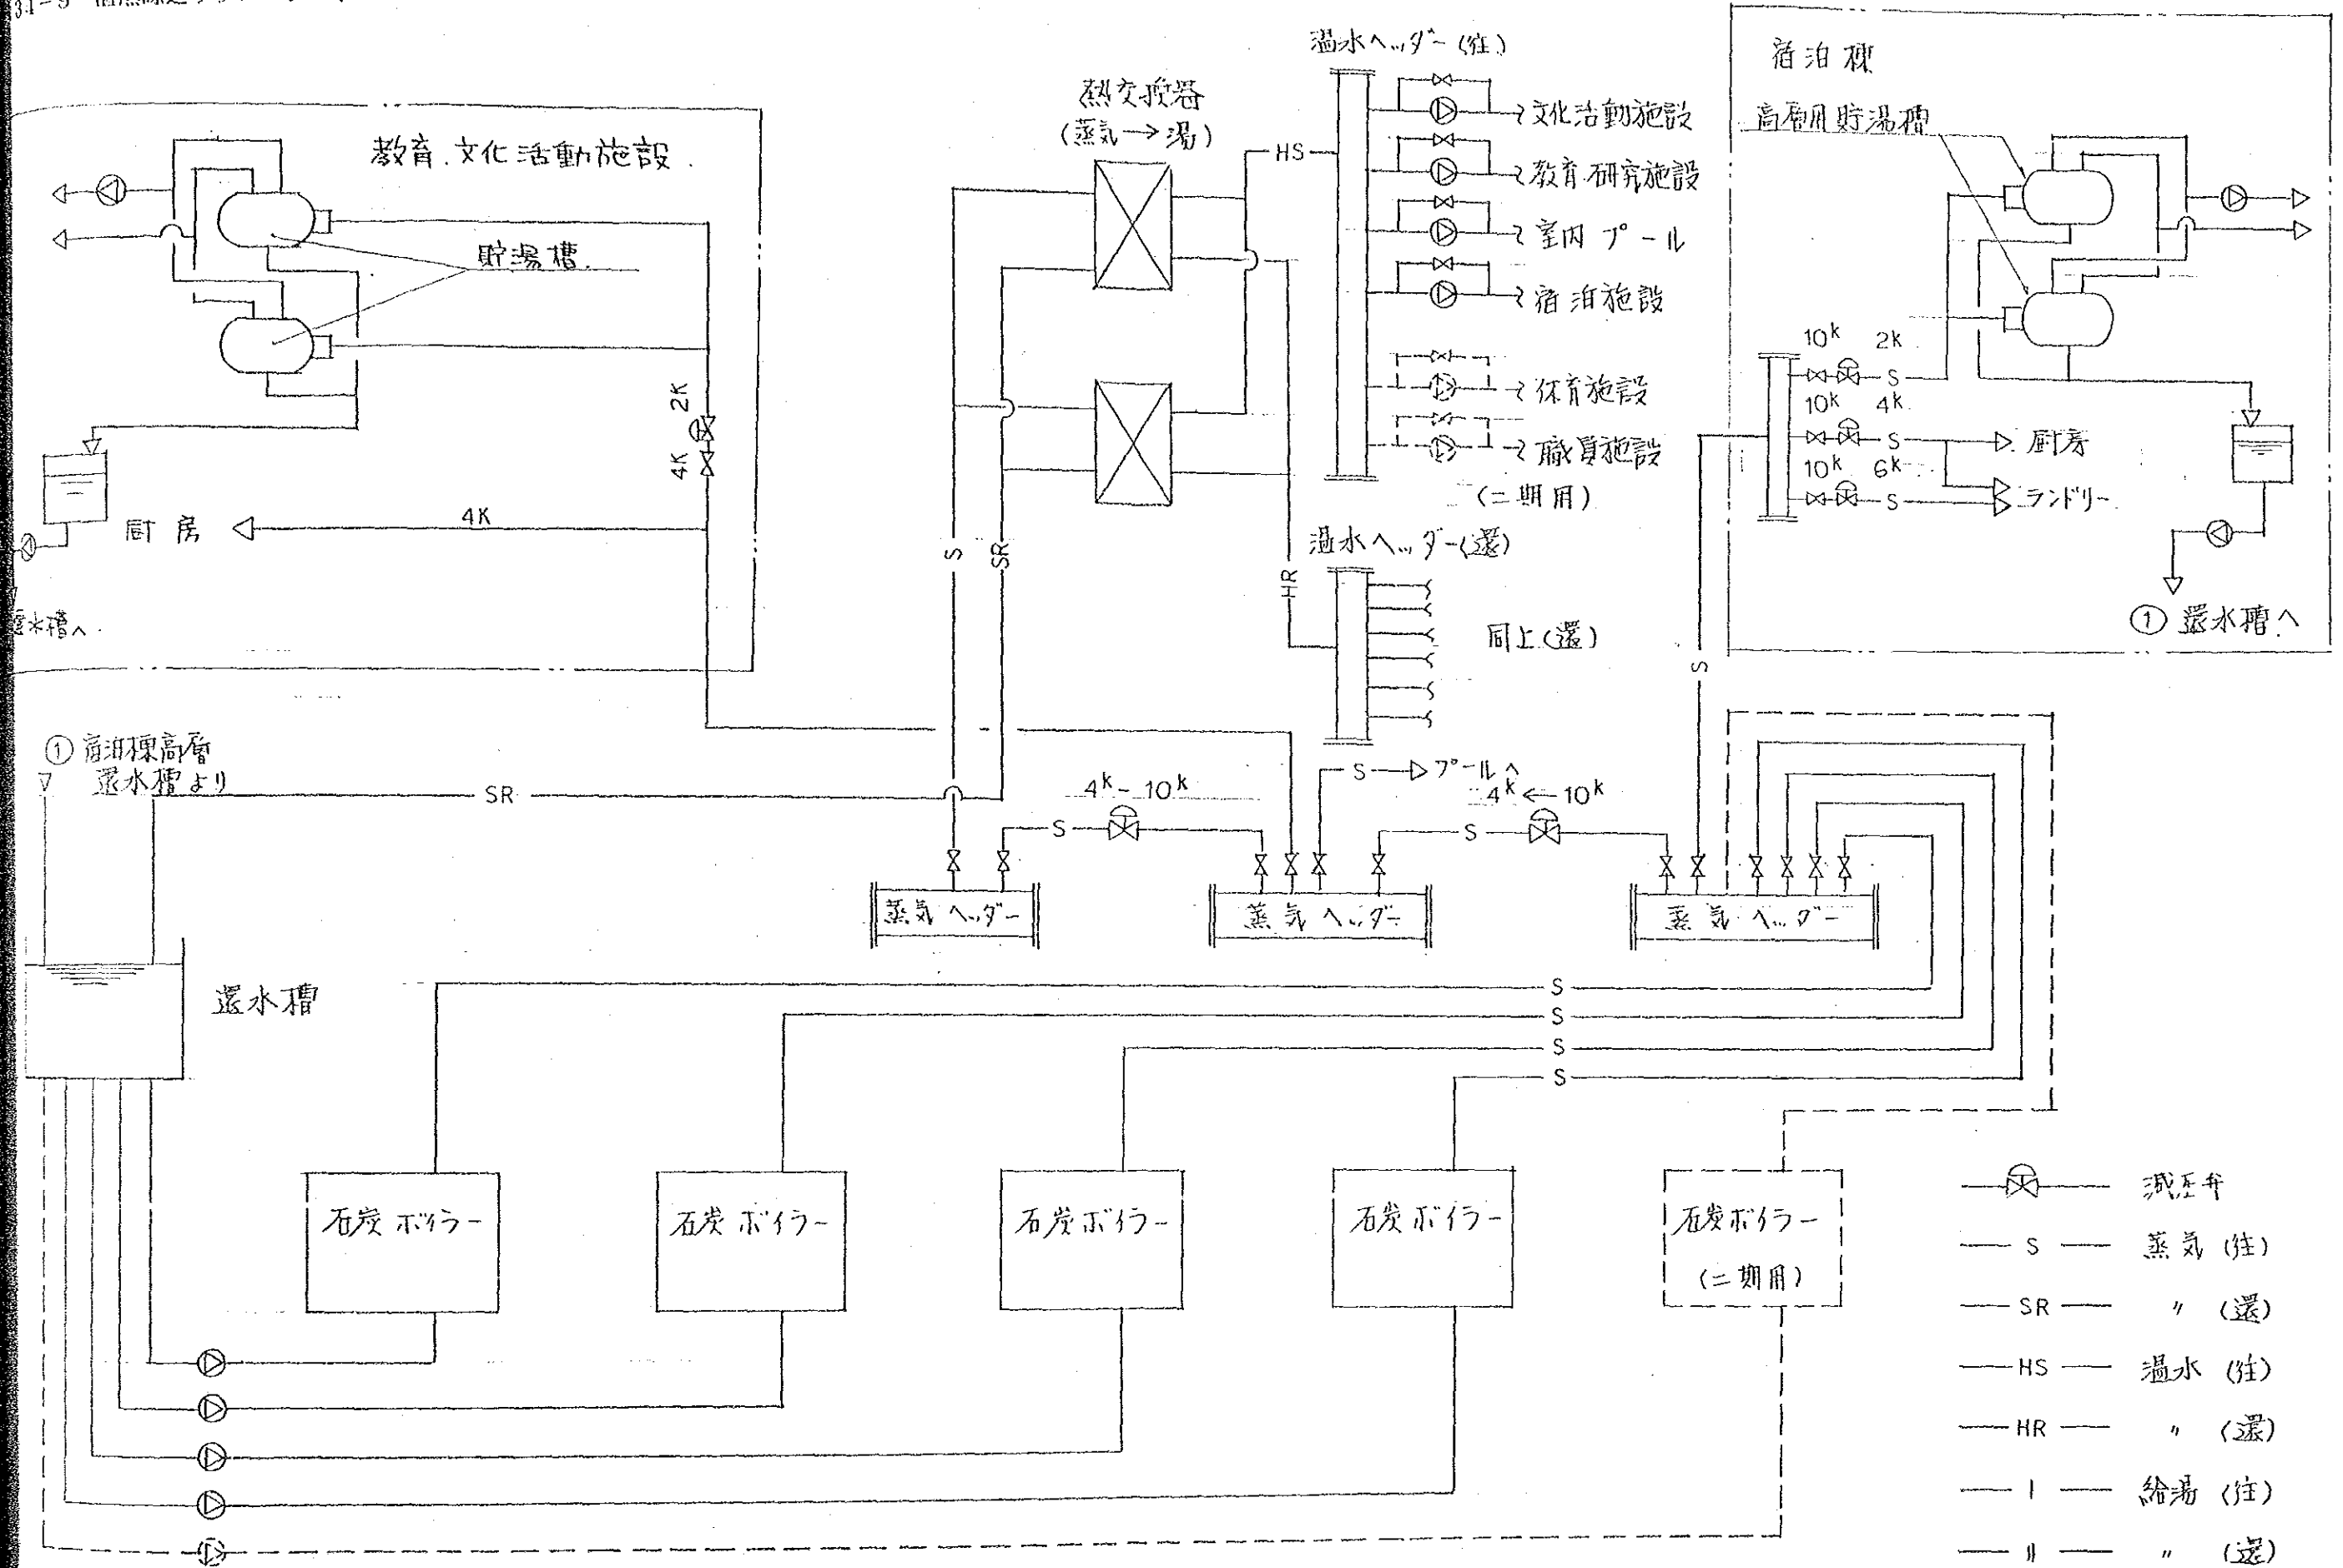 教育.文化活動施設
貯湯槽
2K
4K
4K
厨房
還水槽へ
熱交換器
(蒸気→湯)
HS
温水ヘッダー(往)
文化活動施設
教育.研究施設
室内プール
宿泊施設
体育施設
職員施設
(二期用)
温水ヘッダー(還)
同上(還)
S
SR
HR
宿泊棟
高層用貯湯槽
10k 2k
S
10k 4k
S
厨房
10k 6k
S
ランドリー
① 還水槽へ
S
① 宿泊棟高層
還水槽より
SR
4k-10k
S
S
プールへ
4k←10k
S
蒸気ヘッダー
蒸気ヘッダー
蒸気ヘッダー
還水槽
S
S
S
S
石炭ボイラー
石炭ボイラー
石炭ボイラー
石炭ボイラー
石炭ボイラー
(二期用)
減圧弁
S 蒸気(往)
SR 〃 (還)
HS 温水(往)
HR 〃 (還)
I 給湯(往)
II 〃 (還)